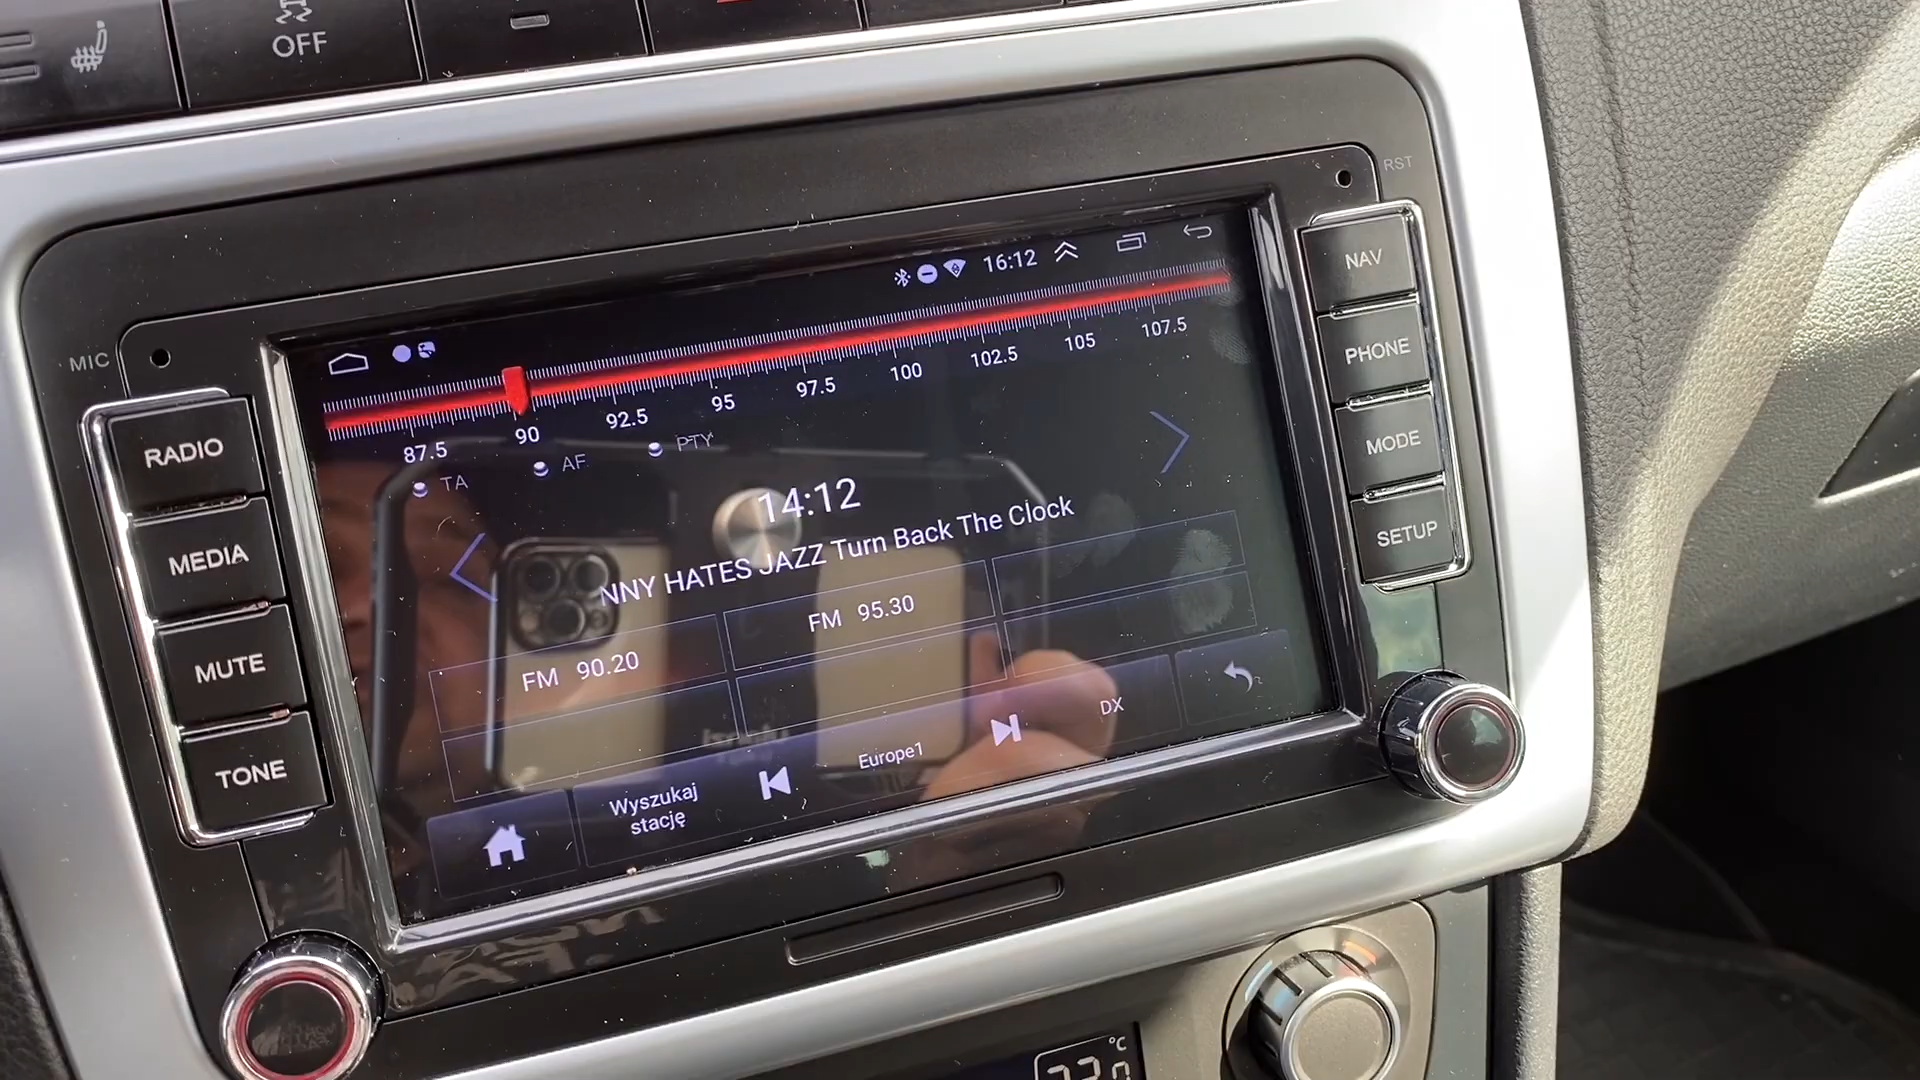 OFF
RST
MIC
16:12
87.5 90 92.5 95 97.5 100 102.5 105 107.5
TA AF PTY
14:12
NNY HATES JAZZ Turn Back The Clock
FM 90.20
FM 95.30
Wyszukaj
stację
Europe1
DX
RADIO
MEDIA
MUTE
TONE
NAV
PHONE
MODE
SETUP
°C